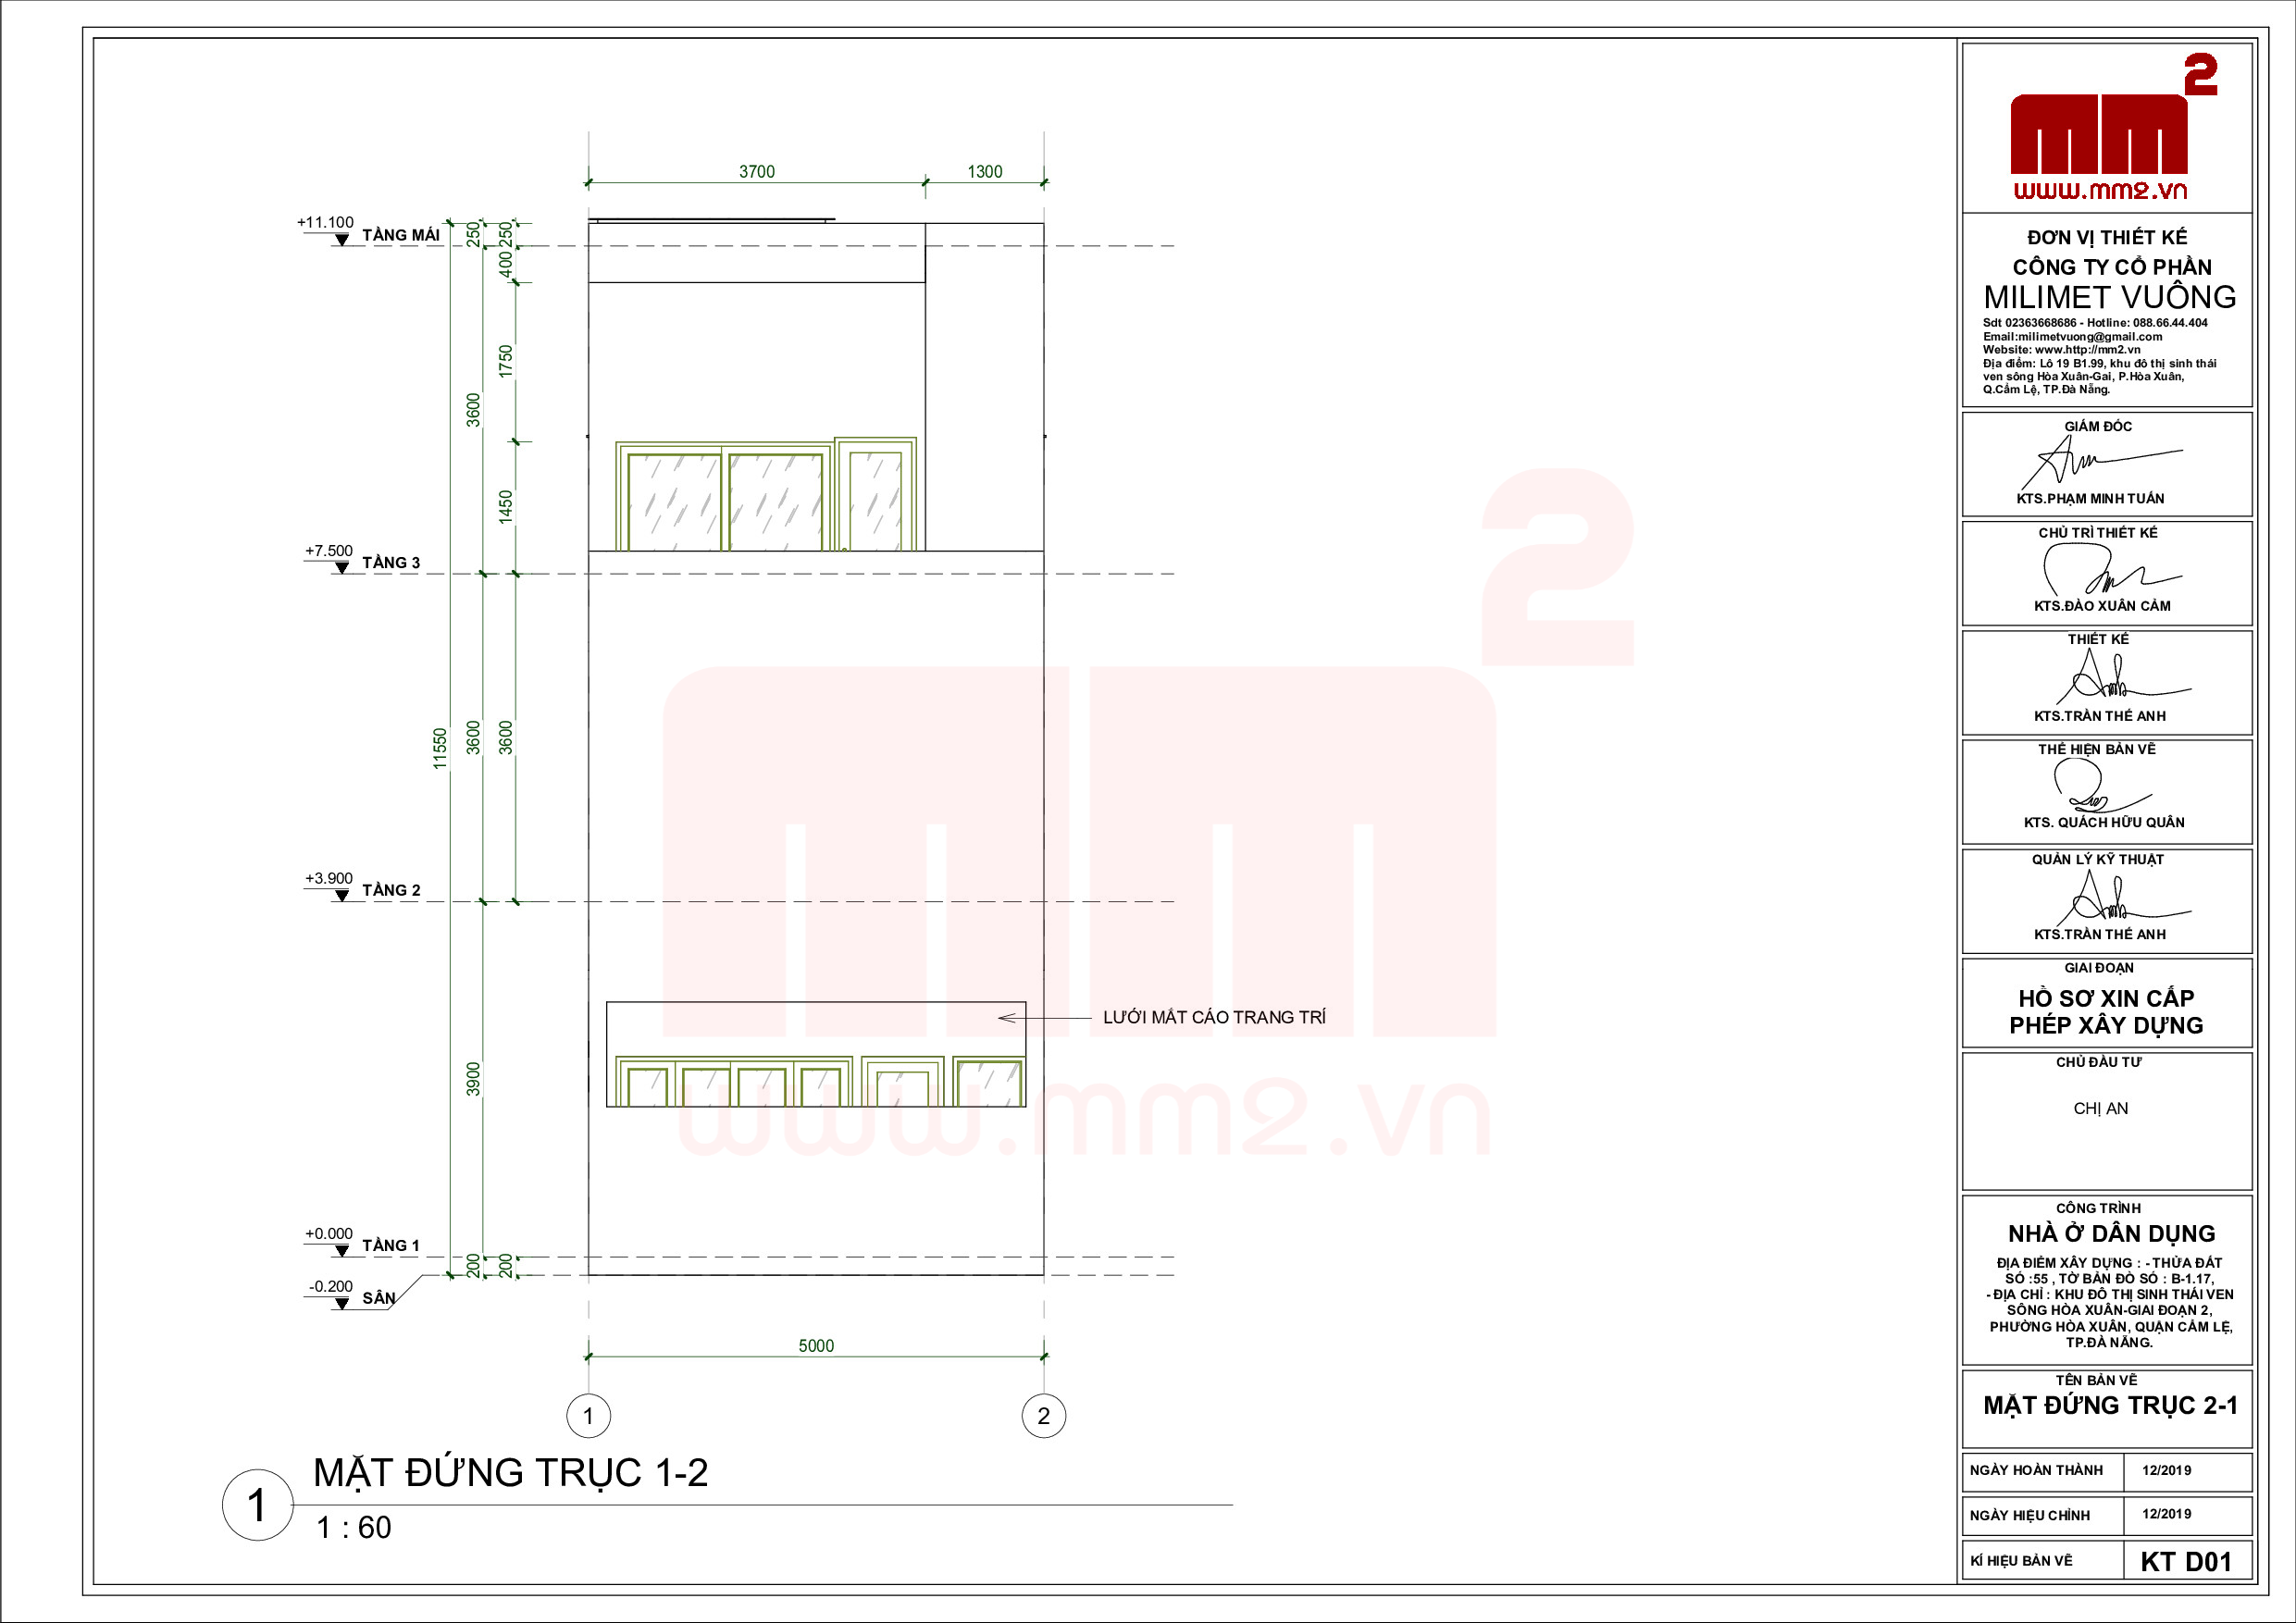 3700
1300
+11.100
TẦNG MÁI
250
250
400
1750
3600
1450
+7.500
TẦNG 3
11550
3600
3600
+3.900
TẦNG 2
LƯỚI MẮT CÁO TRANG TRÍ
3900
+0.000
TẦNG 1
200
200
-0.200
SÂN
5000
1
2
1
MẶT ĐỨNG TRỤC 1-2
1 : 60
mm2
www.mm2.vn
mm2
www.mm2.vn
ĐƠN VỊ THIẾT KẾ
CÔNG TY CỔ PHẦN
MILIMET VUÔNG
Sdt 02363668686 - Hotline: 088.66.44.404
Email:milimetvuong@gmail.com
Website: www.http://mm2.vn
Địa điểm: Lô 19 B1.99, khu đô thị sinh thái
ven sông Hòa Xuân-Gai, P.Hòa Xuân,
Q.Cẩm Lệ, TP.Đà Nẵng.
GIÁM ĐỐC
KTS.PHẠM MINH TUẤN
CHỦ TRÌ THIẾT KẾ
KTS.ĐÀO XUÂN CẢM
THIẾT KẾ
KTS.TRẦN THẾ ANH
THỂ HIỆN BẢN VẼ
KTS. QUÁCH HỮU QUÂN
QUẢN LÝ KỸ THUẬT
KTS.TRẦN THẾ ANH
GIAI ĐOẠN
HỒ SƠ XIN CẤP
PHÉP XÂY DỰNG
CHỦ ĐẦU TƯ
CHỊ AN
CÔNG TRÌNH
NHÀ Ở DÂN DỤNG
ĐỊA ĐIỂM XÂY DỰNG : - THỬA ĐẤT
SỐ :55 , TỜ BẢN ĐỒ SỐ : B-1.17,
- ĐỊA CHỈ : KHU ĐÔ THỊ SINH THÁI VEN
SÔNG HÒA XUÂN-GIAI ĐOẠN 2,
PHƯỜNG HÒA XUÂN, QUẬN CẨM LỆ,
TP.ĐÀ NẴNG.
TÊN BẢN VẼ
MẶT ĐỨNG TRỤC 2-1
NGÀY HOÀN THÀNH
12/2019
NGÀY HIỆU CHỈNH
12/2019
KÍ HIỆU BẢN VẼ
KT D01